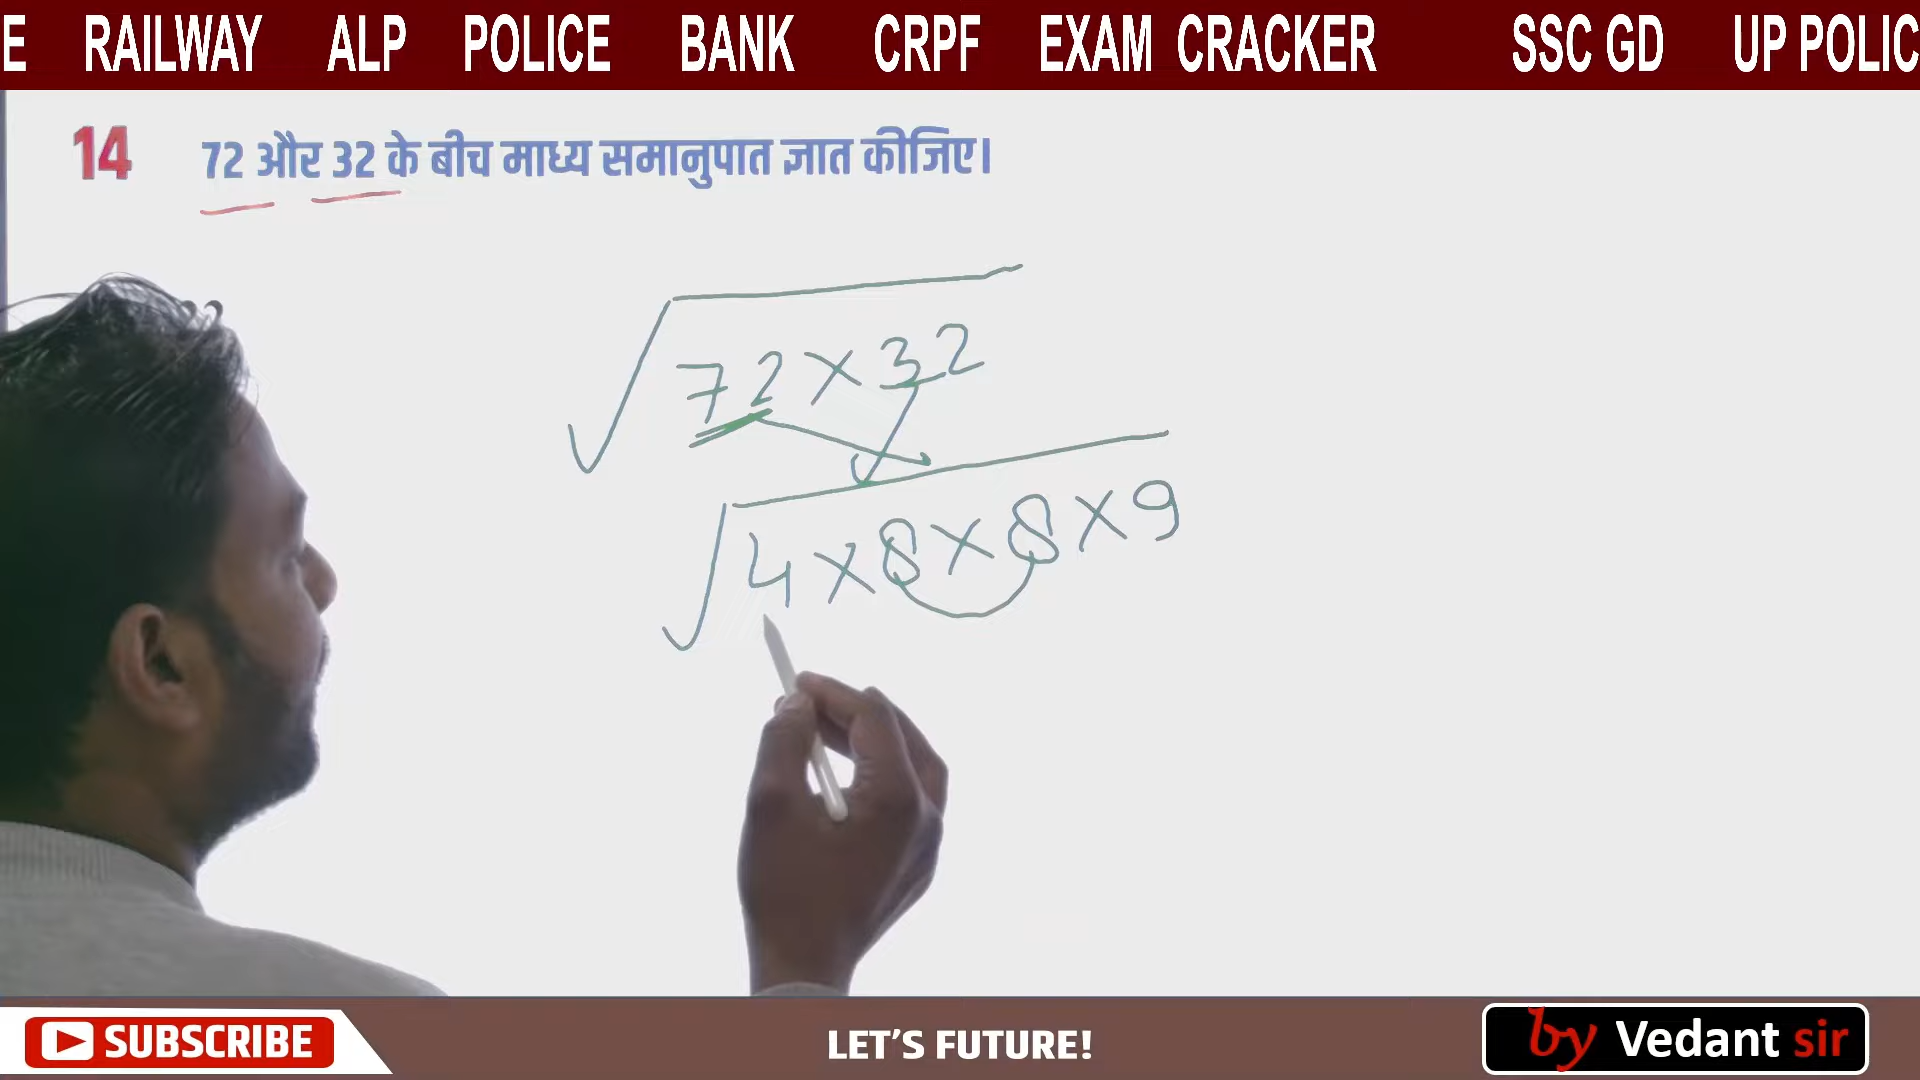 E RAILWAY ALP POLICE BANK CRPF EXAM CRACKER SSC GD UP POLIC
14 72 और 32 के बीच माध्य समानुपात ज्ञात कीजिए।
√72×32
√4×8×8×9
SUBSCRIBE
LET'S FUTURE!
by Vedant sir